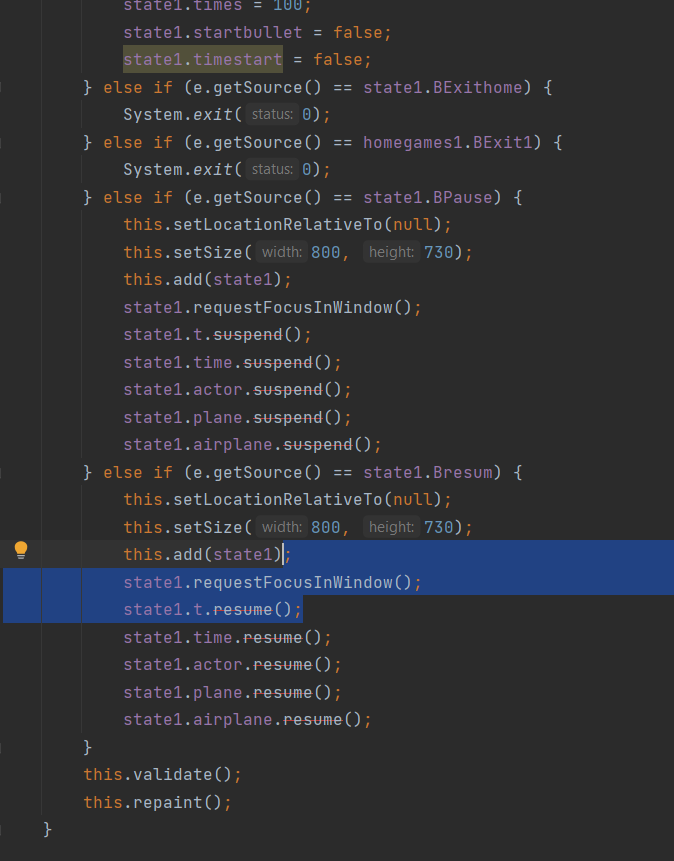 state1.times = 100;
state1.startbullet = false;
state1.timestart = false;
} else if (e.getSource() == state1.BExithome) {
System.exit( status: 0);
} else if (e.getSource() == homegames1.BExit1) {
System.exit( status: 0);
} else if (e.getSource() == state1.BPause) {
this.setLocationRelativeTo(null);
this.setSize( width: 800, height: 730);
this.add(state1);
state1.requestFocusInWindow();
state1.t.suspend();
state1.time.suspend();
state1.actor.suspend();
state1.plane.suspend();
state1.airplane.suspend();
} else if (e.getSource() == state1.Bresum) {
this.setLocationRelativeTo(null);
this.setSize( width: 800, height: 730);
this.add(state1);
state1.requestFocusInWindow();
state1.t.resume();
state1.time.resume();
state1.actor.resume();
state1.plane.resume();
state1.airplane.resume();
}
this.validate();
this.repaint();
}